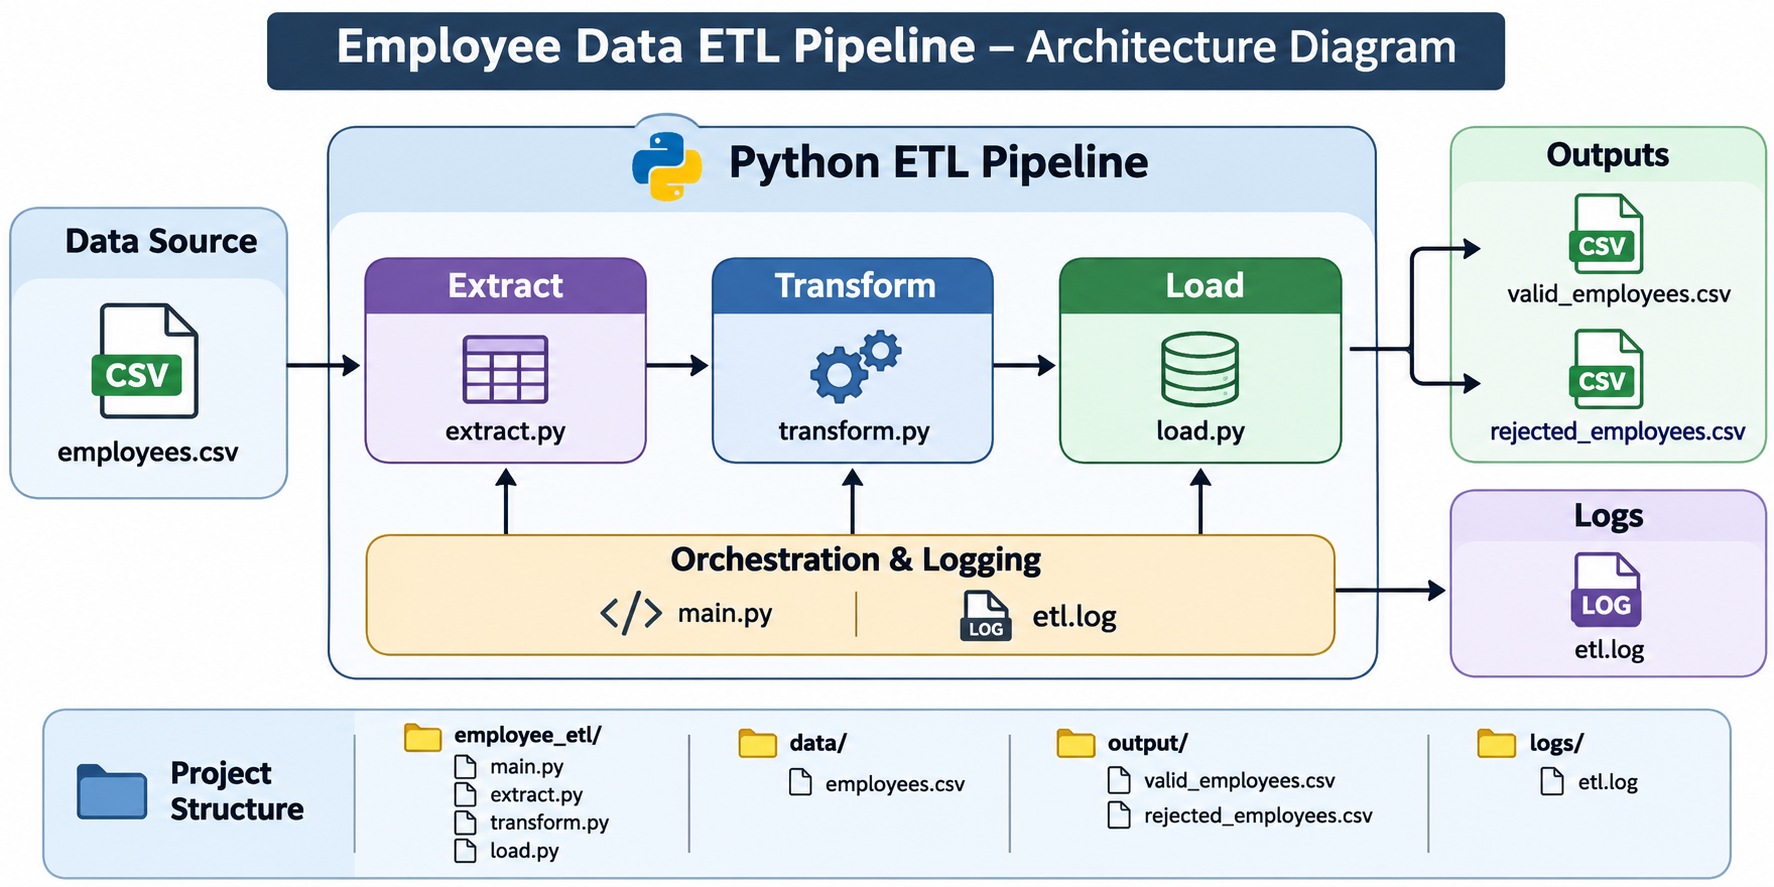 Employee Data ETL Pipeline – Architecture Diagram
Data Source
CSV
employees.csv
Python ETL Pipeline
Extract
extract.py
Transform
transform.py
Load
load.py
Orchestration & Logging
</> main.py
LOG
etl.log
Outputs
CSV
valid_employees.csv
CSV
rejected_employees.csv
Logs
LOG
etl.log
Project
Structure
employee_etl/
main.py
extract.py
transform.py
load.py
data/
employees.csv
output/
valid_employees.csv
rejected_employees.csv
logs/
etl.log